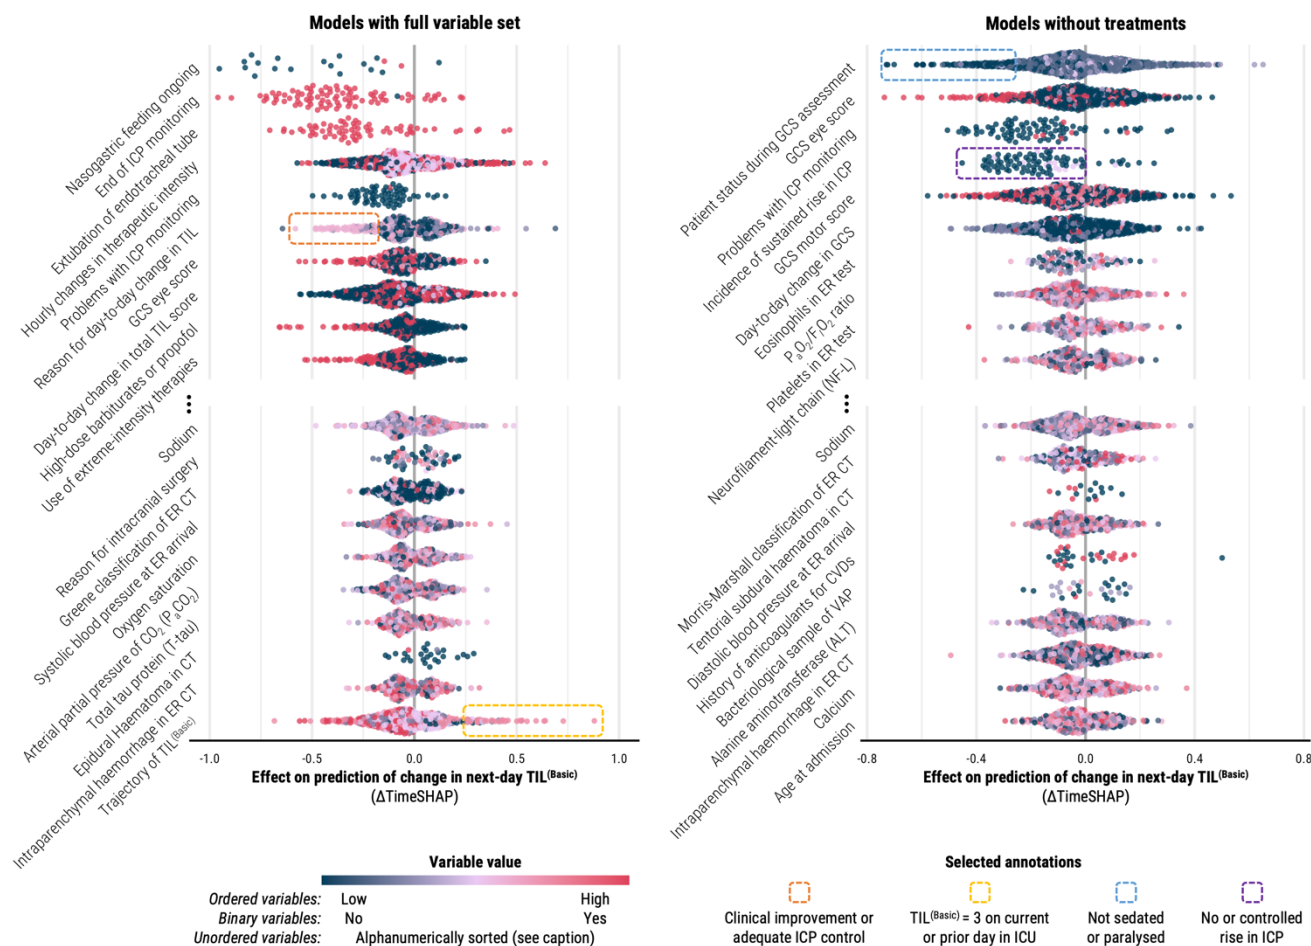 Models with full variable set
Nasogastric feeding ongoing
End of ICP monitoring
Extubation of endotracheal tube
Hourly changes in therapeutic intensity
Problems with ICP monitoring
Reason for day-to-day change in TIL
GCS eye score
Day-to-day change in total TIL score
High-dose barbiturates or propofol
Use of extreme-intensity therapies
Sodium
Reason for intracranial surgery
Greene classification of ER CT
Systolic blood pressure at ER arrival
Oxygen saturation
Arterial partial pressure of CO2 (PaCO2)
Total tau protein (T-tau)
Epidural Haematoma in CT
Intraparenchymal haemorrhage in ER CT
Trajectory of TIL(Basic)
-1.0 -0.5 0.0 0.5 1.0
Effect on prediction of change in next-day TIL(Basic)
(ΔTimeSHAP)
Models without treatments
Patient status during GCS assessment
GCS eye score
Problems with ICP monitoring
Incidence of sustained rise in ICP
GCS motor score
Day-to-day change in GCS
Eosinophils in ER test
PaO2/FiO2 ratio
Platelets in ER test
Neurofilament-light chain (NF-L)
Sodium
Morris-Marshall classification of ER CT
Tentorial subdural haematoma in CT
Diastolic blood pressure at ER arrival
History of anticoagulants for CVDs
Bacteriological sample of VAP
Alanine aminotransferase (ALT)
Intraparenchymal haemorrhage in ER CT
Calcium
Age at admission
-0.8 -0.4 0.0 0.4 0.8
Effect on prediction of change in next-day TIL(Basic)
(ΔTimeSHAP)
Variable value
Ordered variables: Low High
Binary variables: No Yes
Unordered variables: Alphanumerically sorted (see caption)
Selected annotations
Clinical improvement or
adequate ICP control
TIL(Basic) = 3 on current
or prior day in ICU
Not sedated
or paralysed
No or controlled
rise in ICP